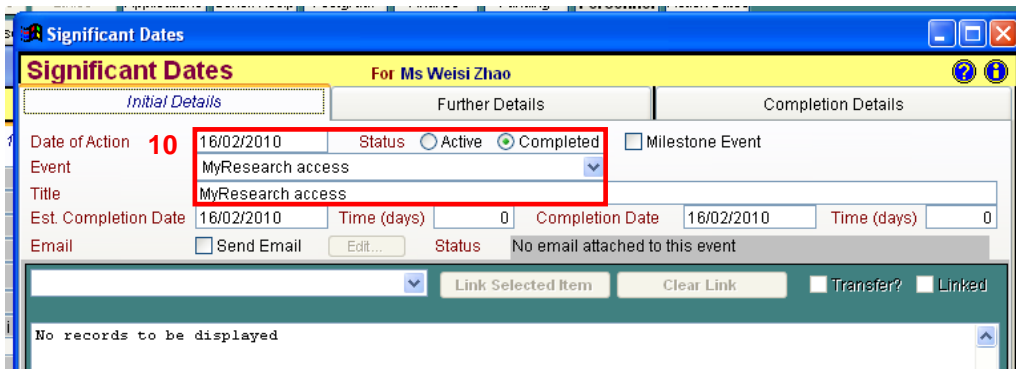 Significant Dates
Significant Dates For Ms Weisi Zhao
Initial Details Further Details Completion Details
Date of Action 10 16/02/2010 Status Active Completed Milestone Event
Event MyResearch access
Title MyResearch access
Est. Completion Date 16/02/2010 Time (days) 0 Completion Date 16/02/2010 Time (days) 0
Email Send Email Edit... Status No email attached to this event
Link Selected Item Clear Link Transfer? Linked
No records to be displayed